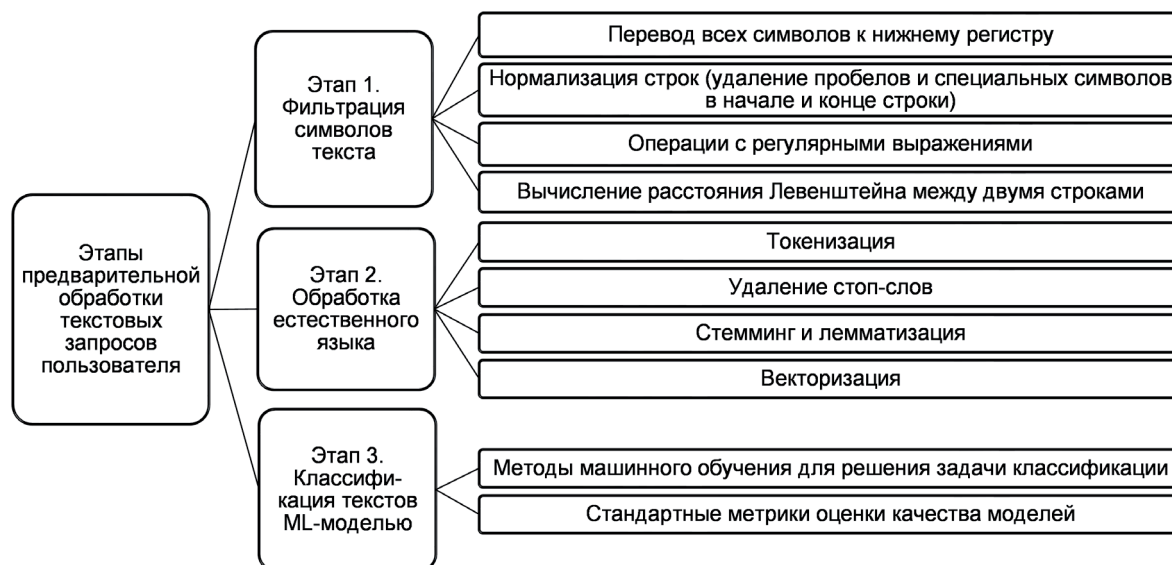 Этапы
предварительной
обработки
текстовых
запросов
пользователя
Этап 1.
Фильтрация
символов
текста
Перевод всех символов к нижнему регистру
Нормализация строк (удаление пробелов и специальных символов
в начале и конце строки)
Операции с регулярными выражениями
Вычисление расстояния Левенштейна между двумя строками
Этап 2.
Обработка
естественного
языка
Токенизация
Удаление стоп-слов
Стемминг и лемматизация
Векторизация
Этап 3.
Классифи-
кация текстов
ML-моделью
Методы машинного обучения для решения задачи классификации
Стандартные метрики оценки качества моделей